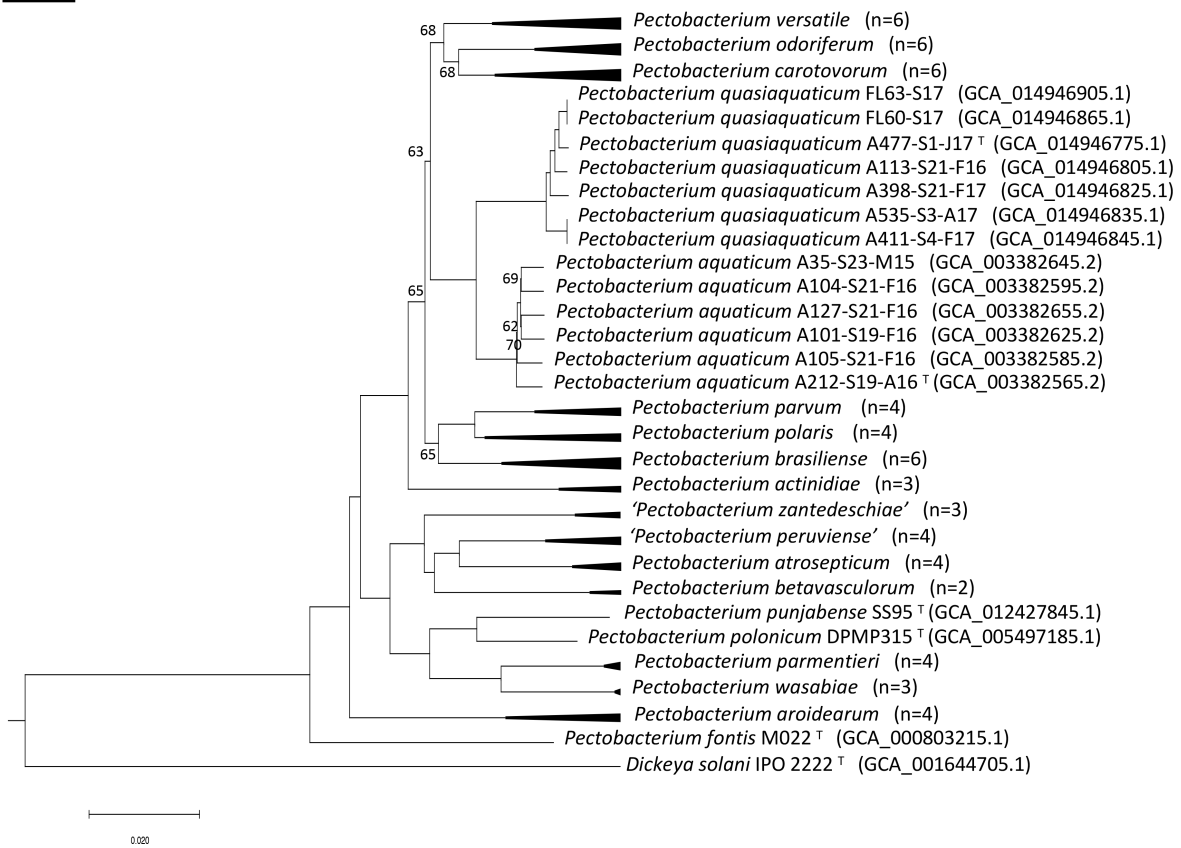 Pectobacterium versatile (n=6)
68
Pectobacterium odoriferum (n=6)
68
Pectobacterium carotovorum (n=6)
Pectobacterium quasiaquaticum FL63-S17 (GCA_014946905.1)
Pectobacterium quasiaquaticum FL60-S17 (GCA_014946865.1)
Pectobacterium quasiaquaticum A477-S1-J17 T (GCA_014946775.1)
63
Pectobacterium quasiaquaticum A113-S21-F16 (GCA_014946805.1)
Pectobacterium quasiaquaticum A398-S21-F17 (GCA_014946825.1)
Pectobacterium quasiaquaticum A535-S3-A17 (GCA_014946835.1)
Pectobacterium quasiaquaticum A411-S4-F17 (GCA_014946845.1)
Pectobacterium aquaticum A35-S23-M15 (GCA_003382645.2)
69
Pectobacterium aquaticum A104-S21-F16 (GCA_003382595.2)
65
Pectobacterium aquaticum A127-S21-F16 (GCA_003382655.2)
62
Pectobacterium aquaticum A101-S19-F16 (GCA_003382625.2)
70
Pectobacterium aquaticum A105-S21-F16 (GCA_003382585.2)
Pectobacterium aquaticum A212-S19-A16 T (GCA_003382565.2)
Pectobacterium parvum (n=4)
Pectobacterium polaris (n=4)
65
Pectobacterium brasiliense (n=6)
Pectobacterium actinidiae (n=3)
‘Pectobacterium zantedeschiae’ (n=3)
‘Pectobacterium peruviense’ (n=4)
Pectobacterium atrosepticum (n=4)
Pectobacterium betavasculorum (n=2)
Pectobacterium punjabense SS95 T (GCA_012427845.1)
Pectobacterium polonicum DPMP315 T (GCA_005497185.1)
Pectobacterium parmentieri (n=4)
Pectobacterium wasabiae (n=3)
Pectobacterium aroidearum (n=4)
Pectobacterium fontis M022 T (GCA_000803215.1)
Dickeya solani IPO 2222 T (GCA_001644705.1)
0.020